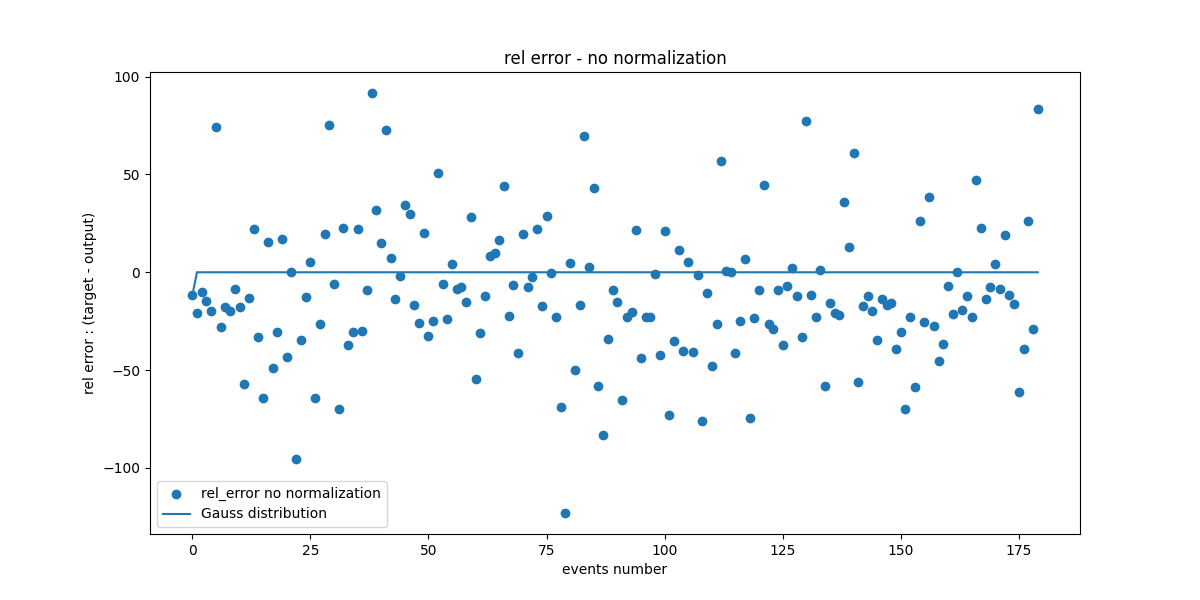 rel error - no normalization
100
50
0
−50
−100
rel error : (target - output)
rel_error no normalization
Gauss distribution
0 25 50 75 100 125 150 175
events number